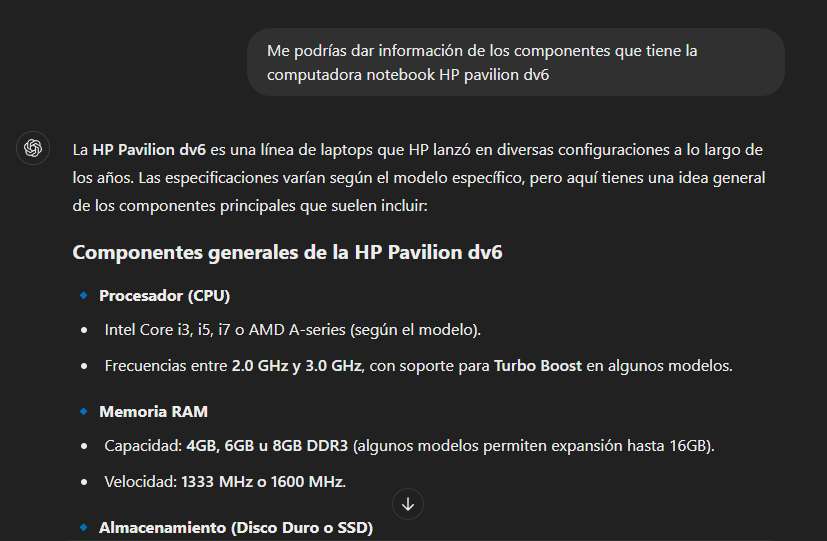 Me podrías dar información de los componentes que tiene la
computadora notebook HP pavilion dv6
La HP Pavilion dv6 es una línea de laptops que HP lanzó en diversas configuraciones a lo largo de
los años. Las especificaciones varían según el modelo específico, pero aquí tienes una idea general
de los componentes principales que suelen incluir:
Componentes generales de la HP Pavilion dv6
Procesador (CPU)
Intel Core i3, i5, i7 o AMD A-series (según el modelo).
Frecuencias entre 2.0 GHz y 3.0 GHz, con soporte para Turbo Boost en algunos modelos.
Memoria RAM
Capacidad: 4GB, 6GB u 8GB DDR3 (algunos modelos permiten expansión hasta 16GB).
Velocidad: 1333 MHz o 1600 MHz.
Almacenamiento (Disco Duro o SSD)